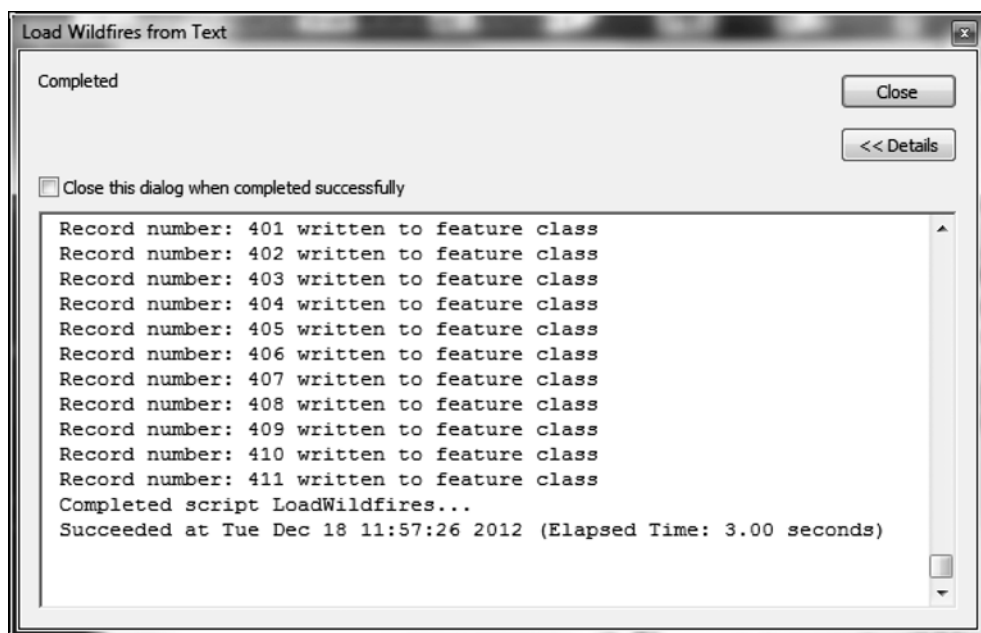 Load Wildfires from Text
x
Completed
Close
<< Details
Close this dialog when completed successfully
Record number: 401 written to feature class
Record number: 402 written to feature class
Record number: 403 written to feature class
Record number: 404 written to feature class
Record number: 405 written to feature class
Record number: 406 written to feature class
Record number: 407 written to feature class
Record number: 408 written to feature class
Record number: 409 written to feature class
Record number: 410 written to feature class
Record number: 411 written to feature class
Completed script LoadWildfires...
Succeeded at Tue Dec 18 11:57:26 2012 (Elapsed Time: 3.00 seconds)